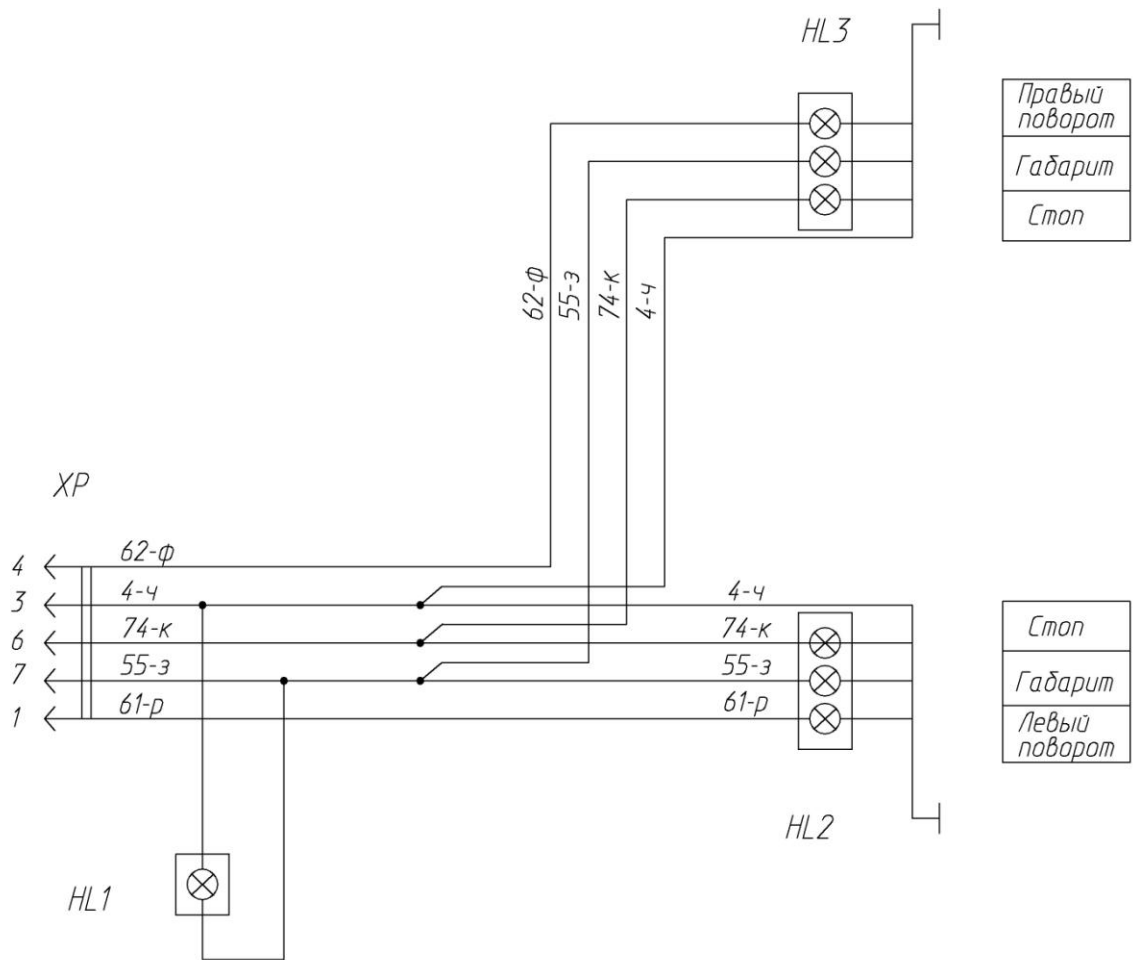 HL3
Правый
поворот
Габарит
Стоп
62-ф
55-з
74-к
4-ч
ХР
4
62-ф
3
4-ч
4-ч
6
74-к
74-к
7
55-з
55-з
1
61-р
61-р
Стоп
Габарит
Левый
поворот
HL2
HL1